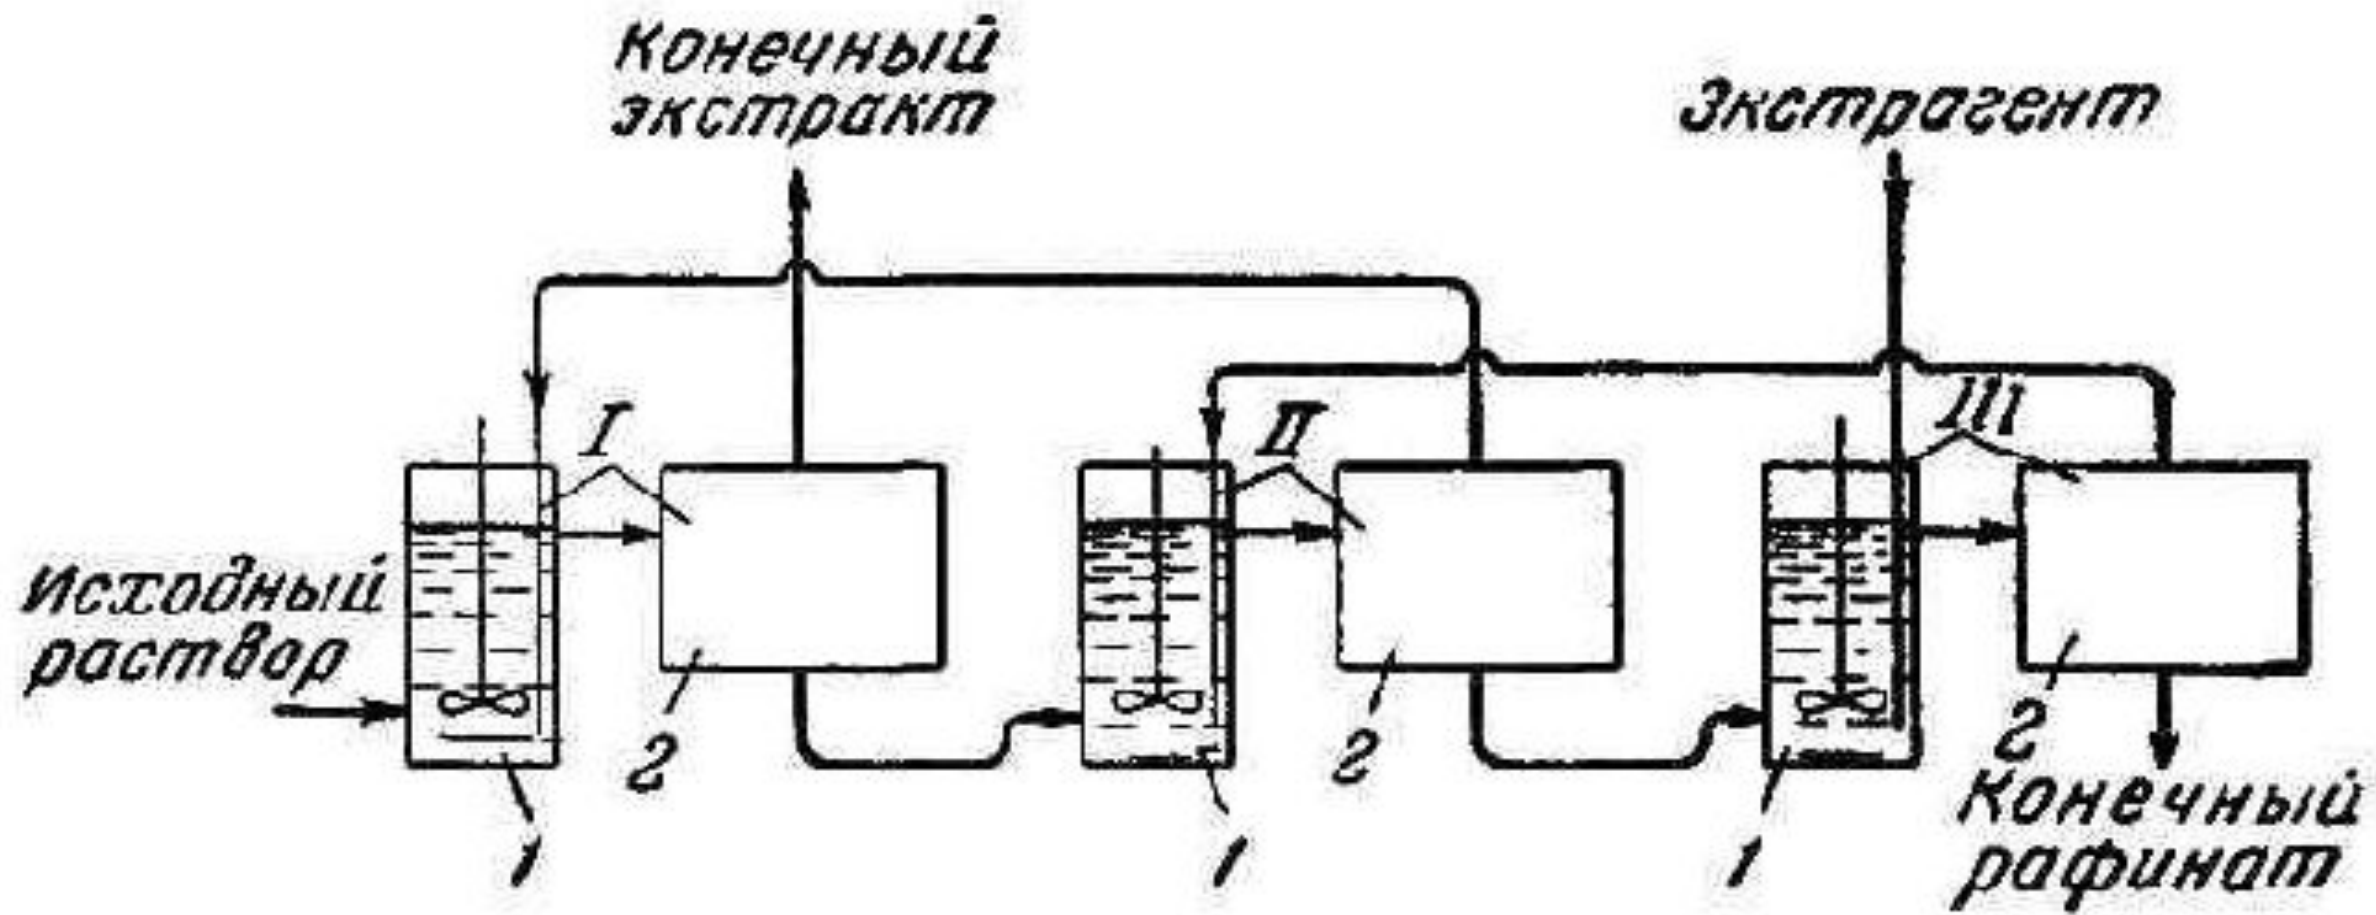 Конечный
экстракт
Экстрагент
I
II
III
Исходный
раствор
2
2
2
1
1
1
Конечный
рафинат